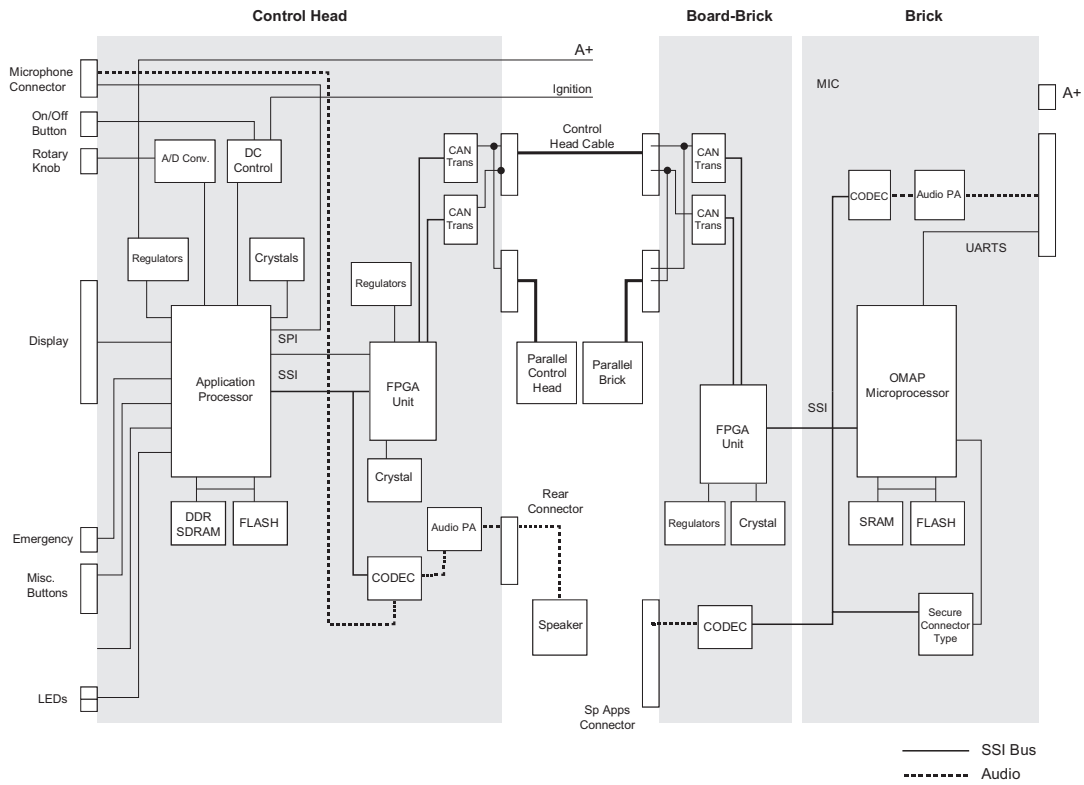 Control Head
Board-Brick
Brick
A+
Microphone
Connector
MIC
Ignition
A+
On/Off
Button
Rotary
Knob
A/D Conv.
DC
Control
CAN
Trans
Control
Head Cable
CAN
Trans
CODEC
Audio PA
CAN
Trans
CAN
Trans
UARTS
Regulators
Crystals
Regulators
Display
SPI
SSI
Application
Processor
FPGA
Unit
Parallel
Control
Head
Parallel
Brick
OMAP
Microprocessor
SSI
FPGA
Unit
Crystal
Rear
Connector
DDR
SDRAM
FLASH
Audio PA
Regulators
Crystal
SRAM
FLASH
Emergency
Misc.
Buttons
CODEC
Speaker
CODEC
Secure
Connector
Type
LEDs
Sp Apps
Connector
SSI Bus
Audio